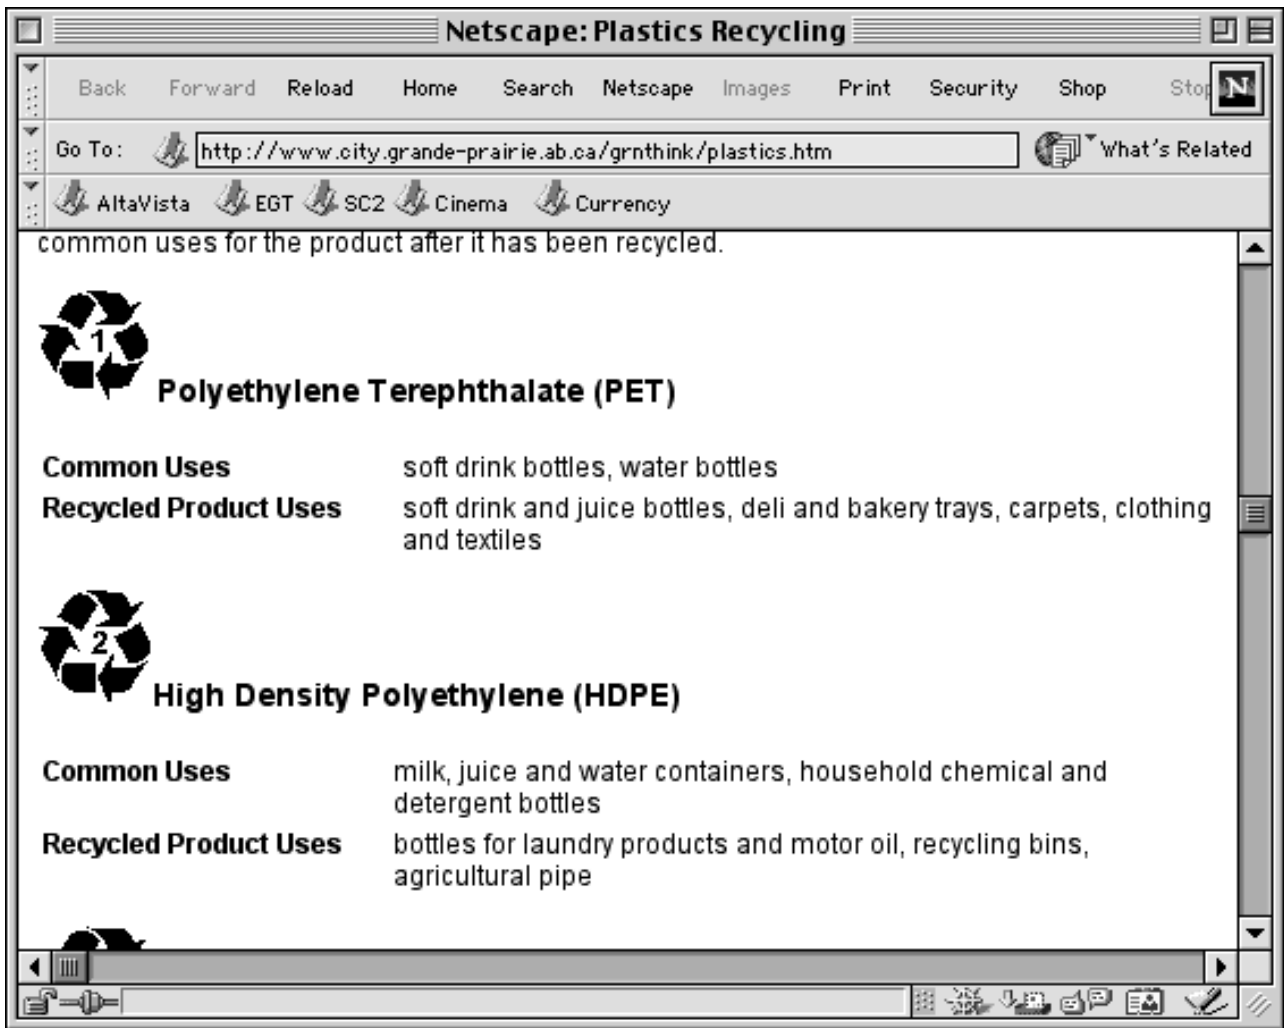 Netscape: Plastics Recycling
Back Forward Reload Home Search Netscape Images Print Security Shop Stop N
Go To: http://www.city.grande-prairie.ab.ca/grnthink/plastics.htm What's Related
AltaVista EGT SC2 Cinema Currency
common uses for the product after it has been recycled.
1
Polyethylene Terephthalate (PET)
Common Uses soft drink bottles, water bottles
Recycled Product Uses soft drink and juice bottles, deli and bakery trays, carpets, clothing
and textiles
2
High Density Polyethylene (HDPE)
Common Uses milk, juice and water containers, household chemical and
detergent bottles
Recycled Product Uses bottles for laundry products and motor oil, recycling bins,
agricultural pipe